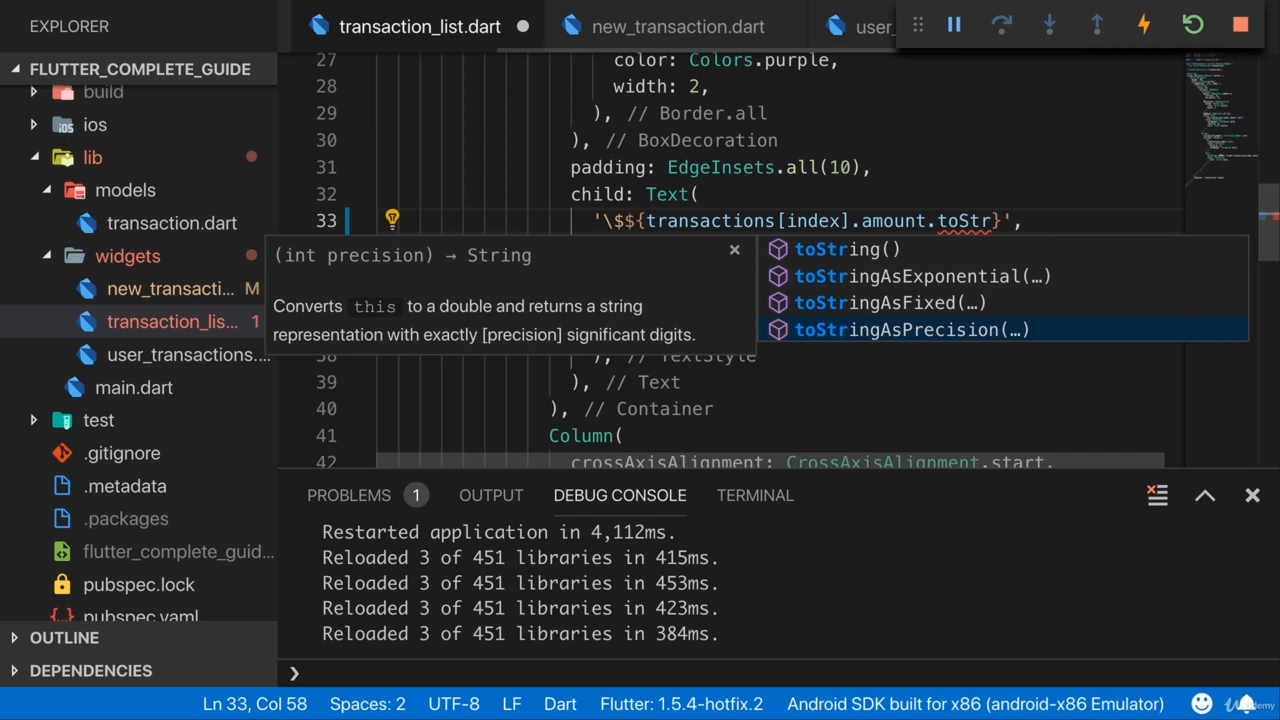 EXPLORER
FLUTTER_COMPLETE_GUIDE
build
ios
lib
models
transaction.dart
widgets
new_transacti... M
transaction_lis... 1
user_transactions....
main.dart
test
.gitignore
.metadata
.packages
flutter_complete_guid...
pubspec.lock
pubspec.yaml
OUTLINE
DEPENDENCIES
transaction_list.dart
new_transaction.dart
user_
27 color: Colors.purple,
28 width: 2,
29 ), // Border.all
30 ), // BoxDecoration
31 padding: EdgeInsets.all(10),
32 child: Text(
33 '\$${transactions[index].amount.toStr}',
(int precision) → String
Converts this to a double and returns a string
representation with exactly [precision] significant digits.
toString()
toStringAsExponential(…)
toStringAsFixed(…)
toStringAsPrecision(…)
38 ), // TextStyle
39 ), // Text
40 ), // Container
41 Column(
42 crossAxisAlignment: CrossAxisAlignment.start,
PROBLEMS 1 OUTPUT DEBUG CONSOLE TERMINAL
Restarted application in 4,112ms.
Reloaded 3 of 451 libraries in 415ms.
Reloaded 3 of 451 libraries in 453ms.
Reloaded 3 of 451 libraries in 423ms.
Reloaded 3 of 451 libraries in 384ms.
Ln 33, Col 58 Spaces: 2 UTF-8 LF Dart Flutter: 1.5.4-hotfix.2 Android SDK built for x86 (android-x86 Emulator)